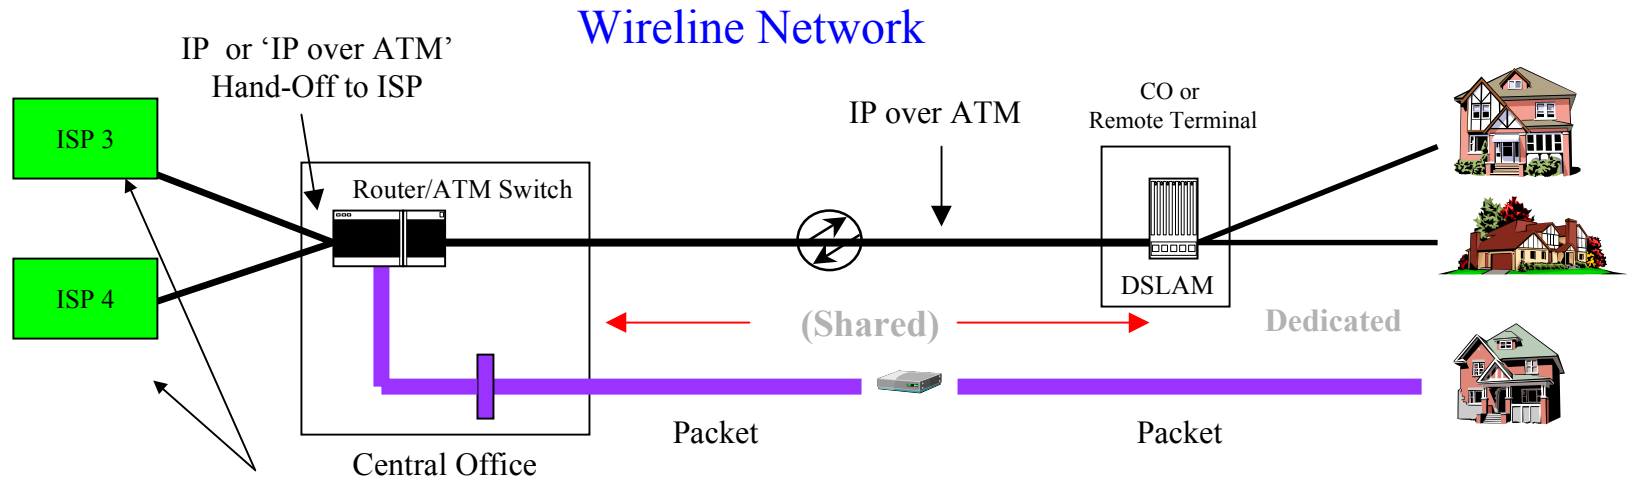 Wireline Network
IP or ‘IP over ATM’
Hand-Off to ISP
ISP 3
ISP 4
Router/ATM Switch
IP over ATM
CO or
Remote Terminal
DSLAM
(Shared)
Dedicated
Packet
Packet
Central Office